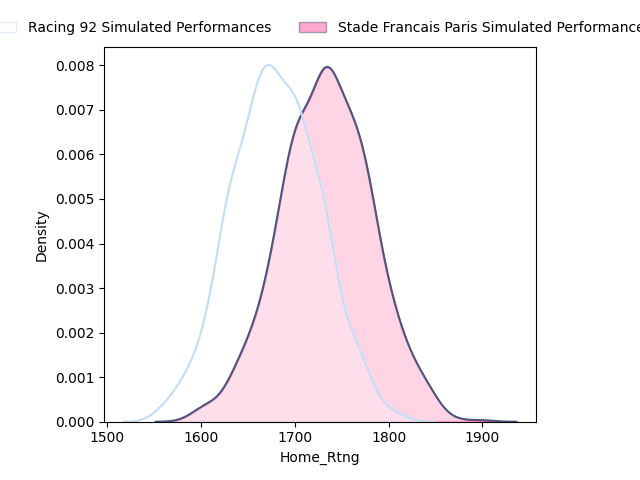 Racing 92 Simulated Performances Stade Francais Paris Simulated Performance
0.008
0.007
0.006
0.005
0.004
0.003
0.002
0.001
0.000
Density
1500 1600 1700 1800 1900
Home_Rtng